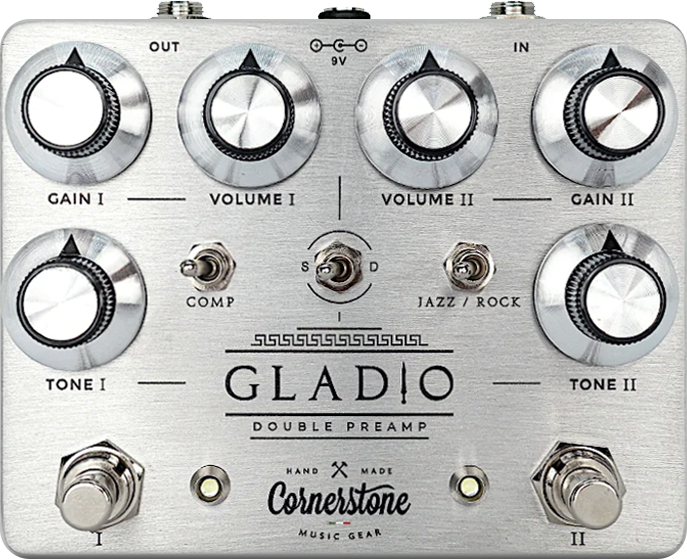 OUT
9V
IN
GAIN I
VOLUME I
VOLUME II
GAIN II
S D
COMP
JAZZ / ROCK
I
TONE I
GLADIO
TONE II
DOUBLE PREAMP
HAND MADE
Cornerstone
MUSIC GEAR
I
II